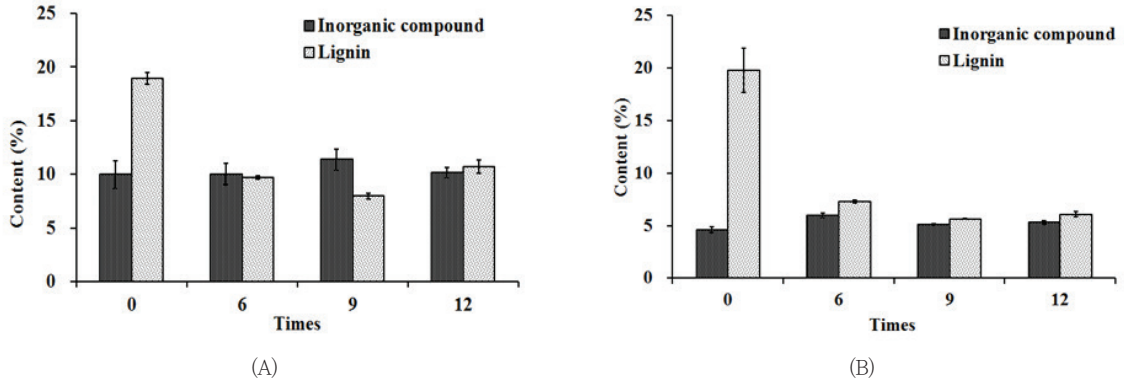 25
20
15
10
5
0
Content (%)
Inorganic compound
Lignin
0 6 9 12
Times
(A)
25
20
15
10
5
0
Content (%)
Inorganic compound
Lignin
0 6 9 12
Times
(B)